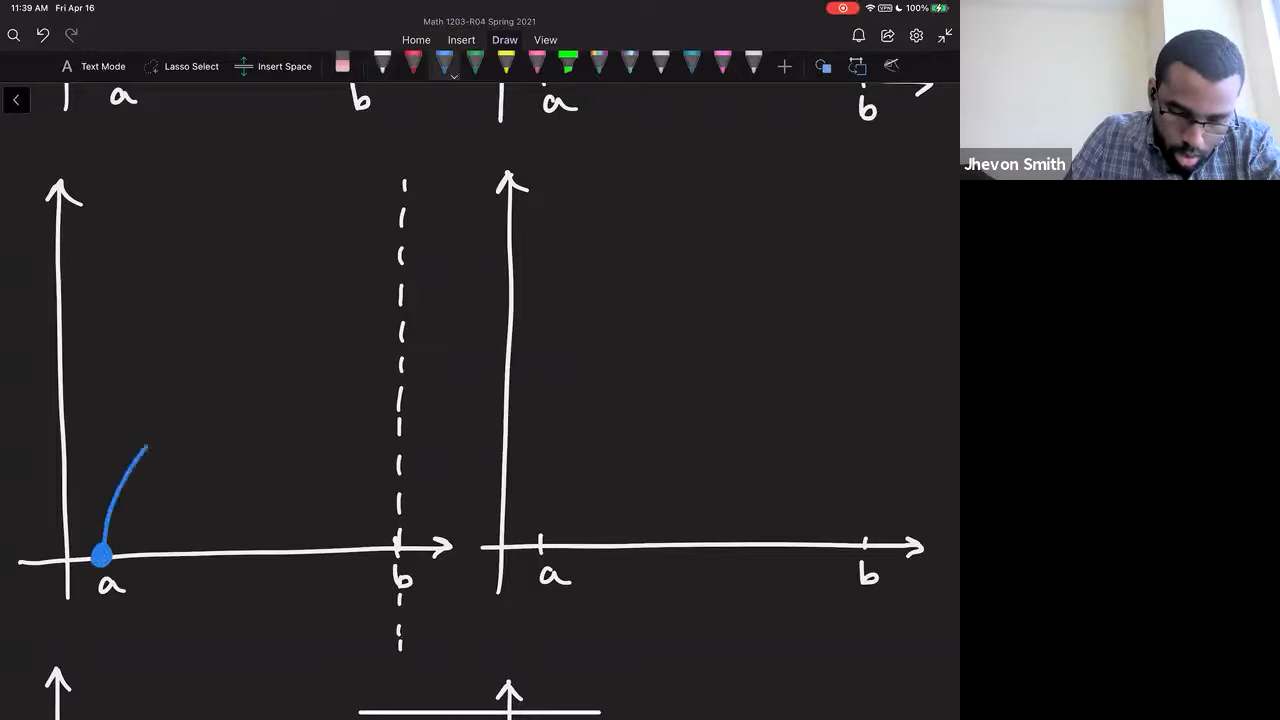 11:39 AM Fri Apr 16
VPN 100%
Math 1203-R04 Spring 2021
Home Insert Draw View
A Text Mode Lasso Select Insert Space
a b a b
Jhevon Smith
a b a b